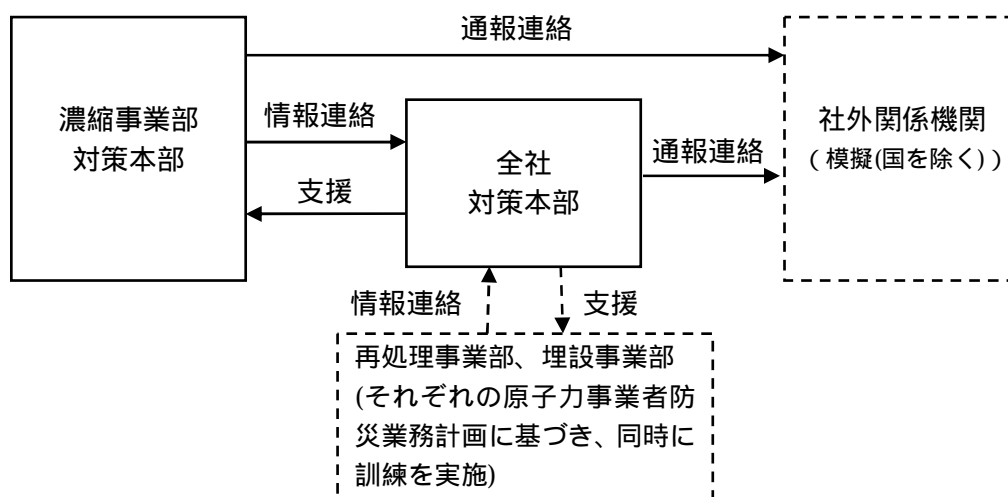 通報連絡
濃縮事業部
対策本部
情報連絡
支援
全社
対策本部
通報連絡
社外関係機関
（模擬(国を除く)）
情報連絡
支援
再処理事業部、埋設事業部
(それぞれの原子力事業者防
災業務計画に基づき、同時に
訓練を実施)